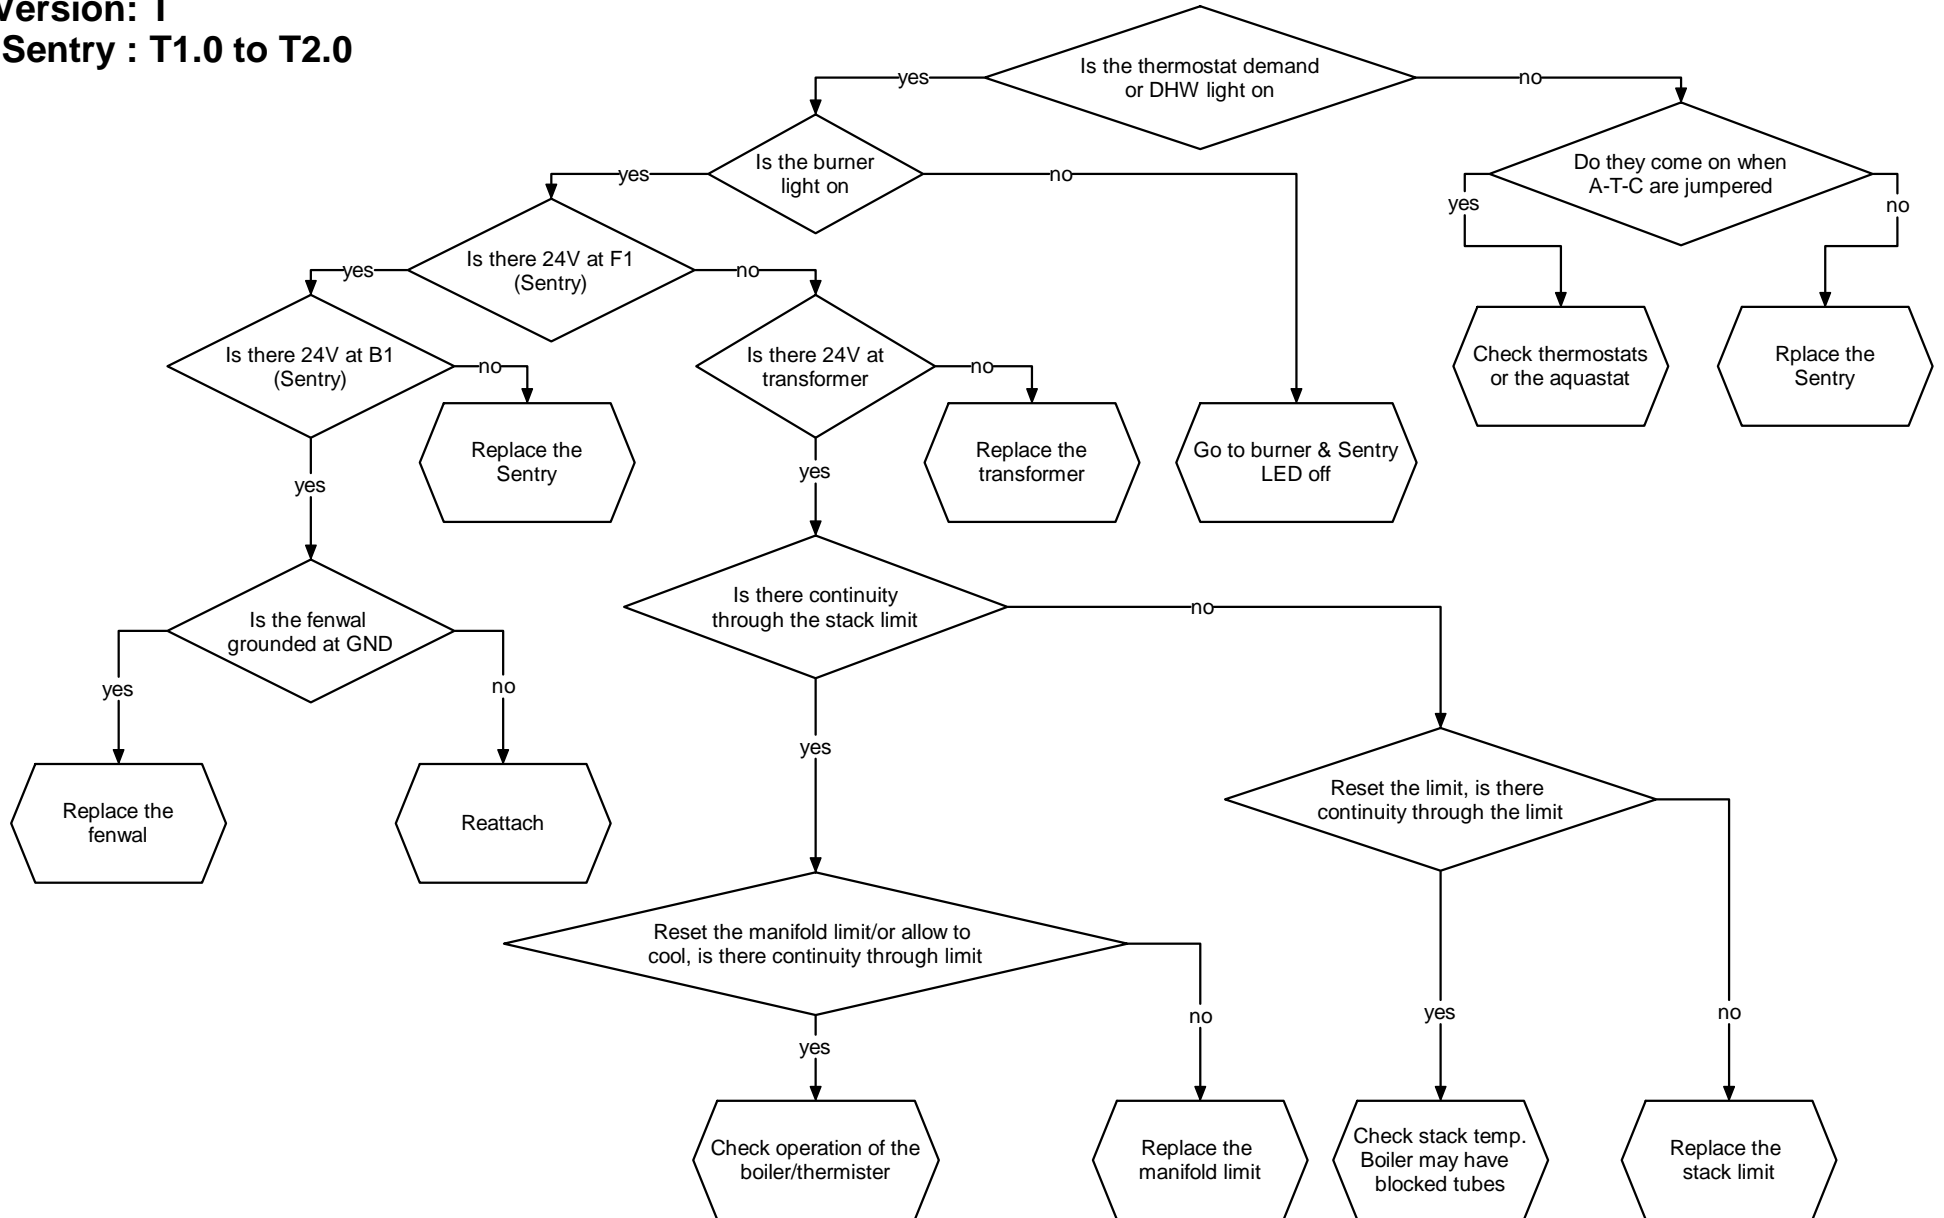 Version: T
Sentry : T1.0 to T2.0
Is the thermostat demand
or DHW light on
yes
no
Is the burner
light on
Do they come on when
A-T-C are jumpered
yes
no
yes
no
Is there 24V at F1
(Sentry)
yes
no
Is there 24V at B1
(Sentry)
Is there 24V at
transformer
Check thermostats
or the aquastat
Rplace the
Sentry
no
no
Replace the
Sentry
Replace the
transformer
Go to burner & Sentry
LED off
yes
yes
Is there continuity
through the stack limit
no
Is the fenwal
grounded at GND
yes
no
yes
Replace the
fenwal
Reattach
Reset the limit, is there
continuity through the limit
Reset the manifold limit/or allow to
cool, is there continuity through limit
yes
no
yes
no
Check operation of the
boiler/thermister
Replace the
manifold limit
Check stack temp.
Boiler may have
blocked tubes
Replace the
stack limit